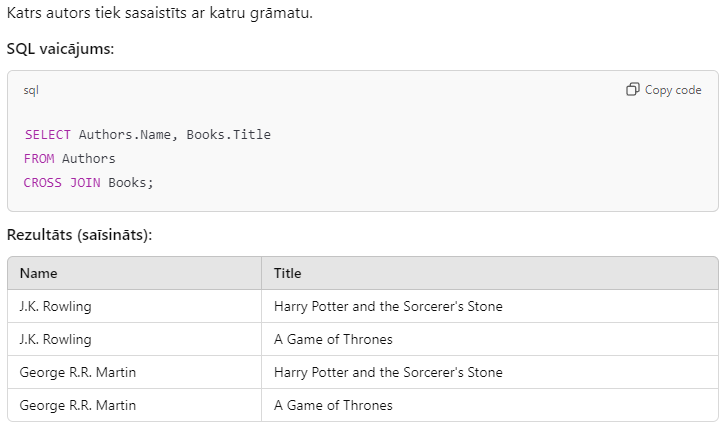 Katrs autors tiek sasaistīts ar katru grāmatu.
SQL vaicājums:
sql Copy code
SELECT Authors.Name, Books.Title
FROM Authors
CROSS JOIN Books;
Rezultāts (saīsināts):
Name Title
J.K. Rowling Harry Potter and the Sorcerer's Stone
J.K. Rowling A Game of Thrones
George R.R. Martin Harry Potter and the Sorcerer's Stone
George R.R. Martin A Game of Thrones